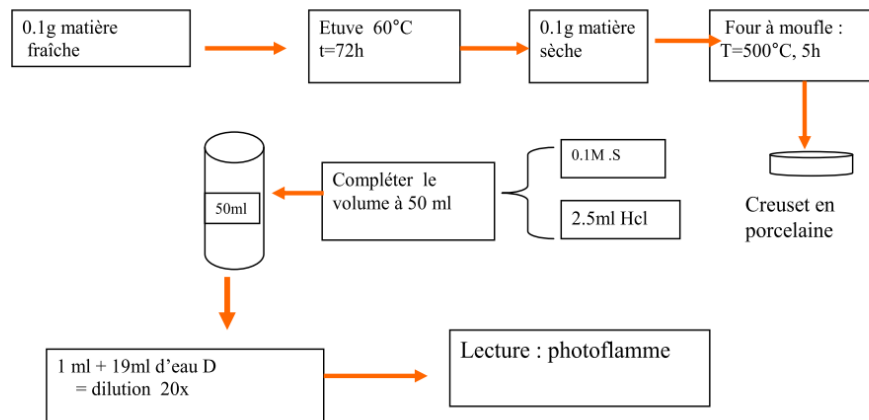 0.1g matière
fraîche
Etuve 60°C
t=72h
0.1g matière
sèche
Four à moufle :
T=500°C, 5h
50ml
Compléter le
volume à 50 ml
0.1M .S
2.5ml Hcl
Creuset en
porcelaine
1 ml + 19ml d’eau D
= dilution 20x
Lecture : photoflamme